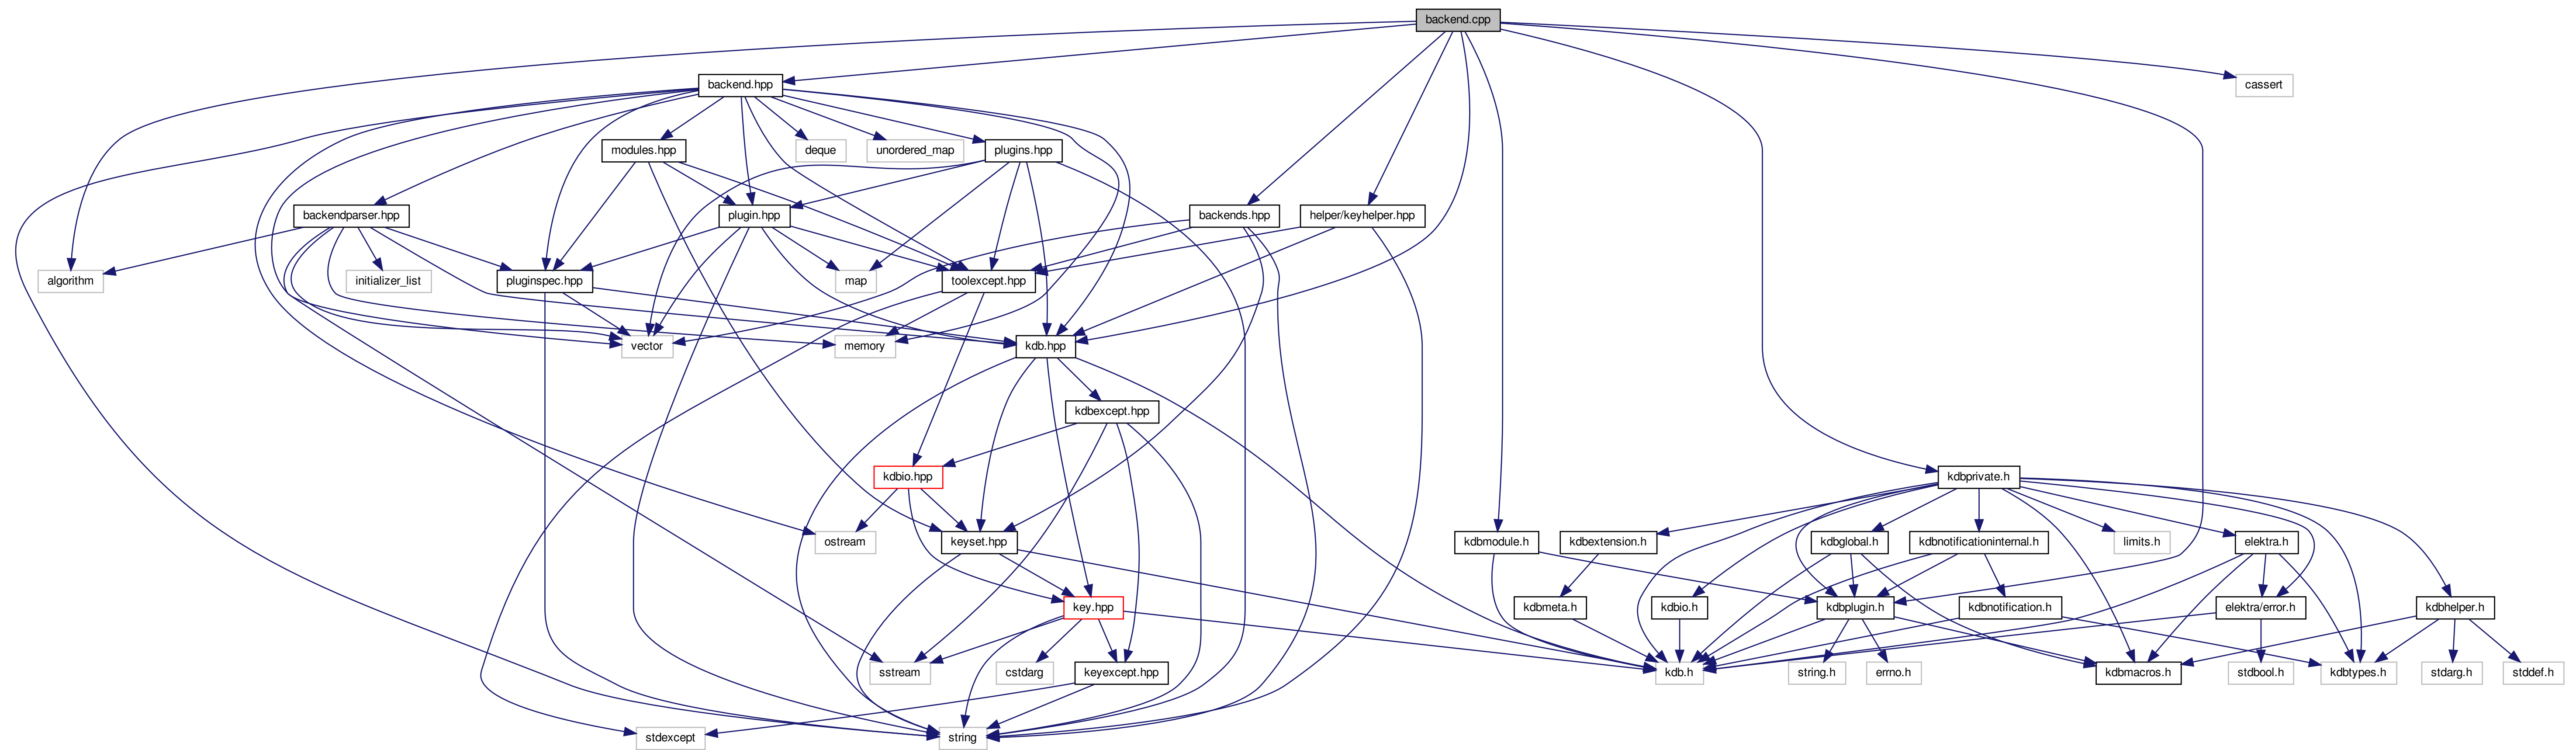 backend.cpp
backend.hpp
cassert
modules.hpp
deque
unordered_map
plugins.hpp
backendparser.hpp
plugin.hpp
backends.hpp
helper/keyhelper.hpp
algorithm
initializer_list
pluginspec.hpp
map
toolexcept.hpp
vector
memory
kdb.hpp
kdbexcept.hpp
kdbio.hpp
kdbprivate.h
ostream
keyset.hpp
kdbmodule.h
kdbextension.h
kdbglobal.h
kdbnotificationinternal.h
limits.h
elektra.h
key.hpp
kdbmeta.h
kdbio.h
kdbplugin.h
kdbnotification.h
elektra/error.h
kdbhelper.h
sstream
cstdarg
keyexcept.hpp
kdb.h
string.h
errno.h
kdbmacros.h
stdbool.h
kdbtypes.h
stdarg.h
stddef.h
stdexcept
string